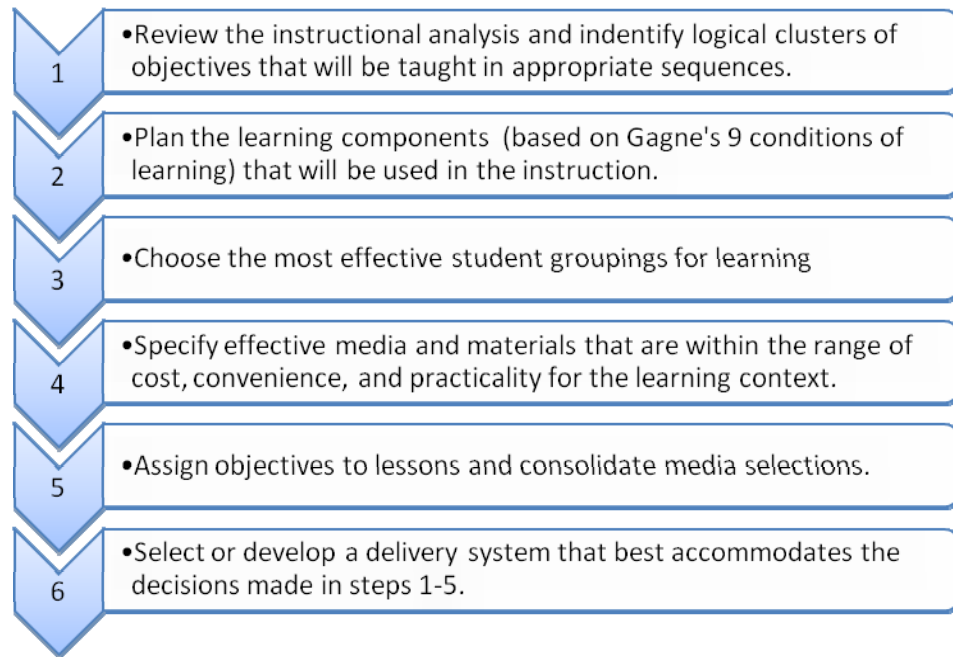 1
•Review the instructional analysis and indentify logical clusters of
objectives that will be taught in appropriate sequences.
2
•Plan the learning components (based on Gagne's 9 conditions of
learning) that will be used in the instruction.
3
•Choose the most effective student groupings for learning
4
•Specify effective media and materials that are within the range of
cost, convenience, and practicality for the learning context.
5
•Assign objectives to lessons and consolidate media selections.
6
•Select or develop a delivery system that best accommodates the
decisions made in steps 1-5.